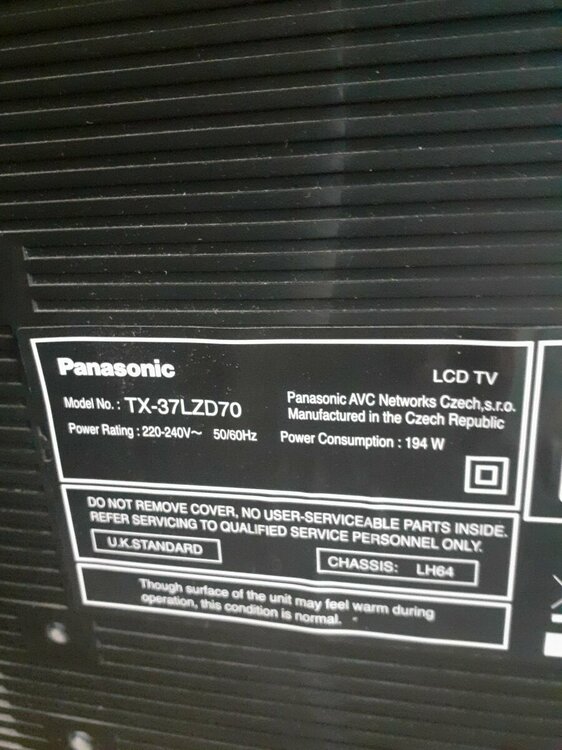 Panasonic
LCD TV
Model No. : TX-37LZD70
Panasonic AVC Networks Czech,s.r.o.
Manufactured in the Czech Republic
Power Rating : 220-240V~ 50/60Hz
Power Consumption : 194 W
DO NOT REMOVE COVER, NO USER-SERVICEABLE PARTS INSIDE.
REFER SERVICING TO QUALIFIED SERVICE PERSONNEL ONLY.
U.K.STANDARD
CHASSIS: LH64
Though surface of the unit may feel warm during
operation, this condition is normal.